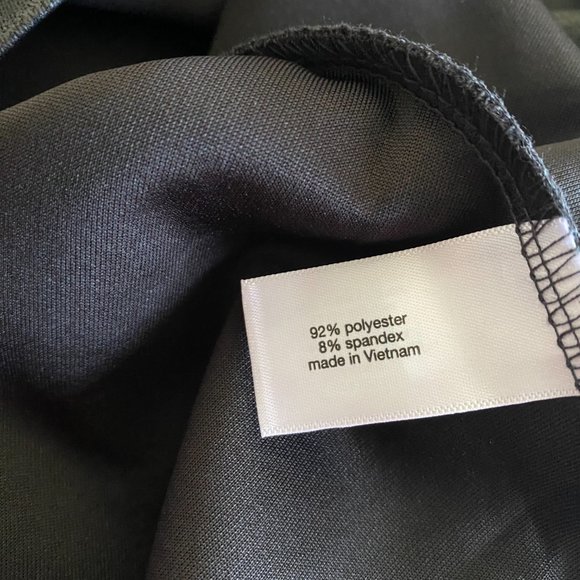 92% polyester
8% spandex
made in Vietnam